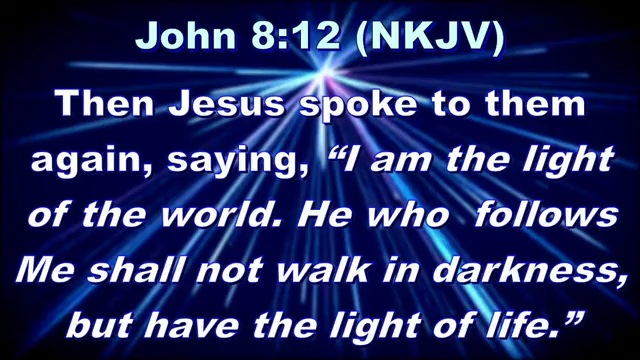 John 8:12 (NKJV)
Then Jesus spoke to them
again, saying, “I am the light
of the world. He who  follows
Me shall not walk in darkness,
but have the light of life.”